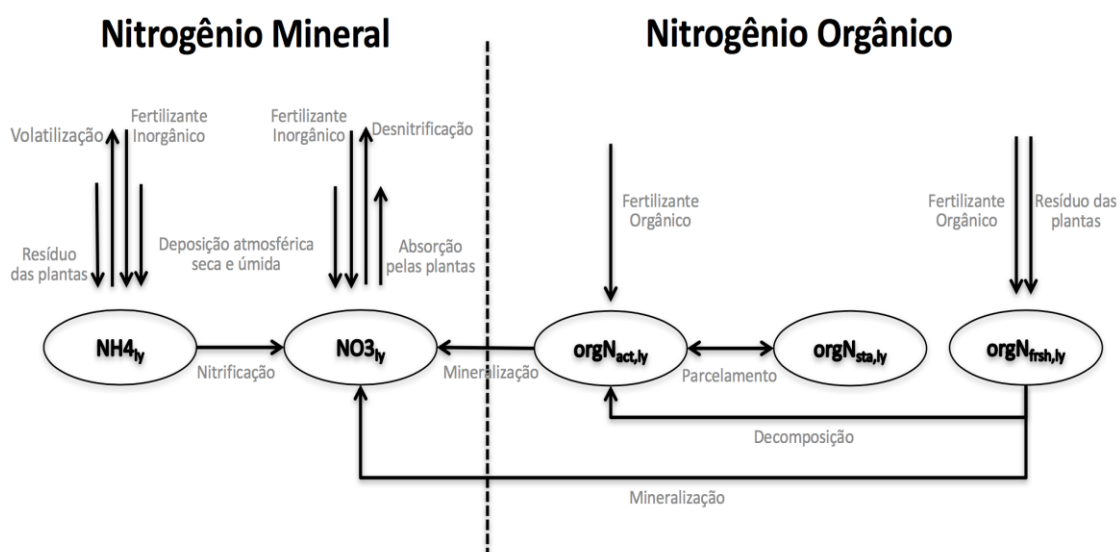 Nitrogênio Mineral
Nitrogênio Orgânico
Volatilização
Fertilizante
Inorgânico
Fertilizante
Inorgânico
Desnitrificação
Resíduo
das plantas
Deposição atmosférica
seca e úmida
Absorção
pelas plantas
Fertilizante
Orgânico
Fertilizante
Orgânico
Resíduo das
plantas
NH4ly
NO3ly
orgNact,ly
orgNsta,ly
orgNfrsh,ly
Nitrificação
Mineralização
Parcelamento
Decomposição
Mineralização